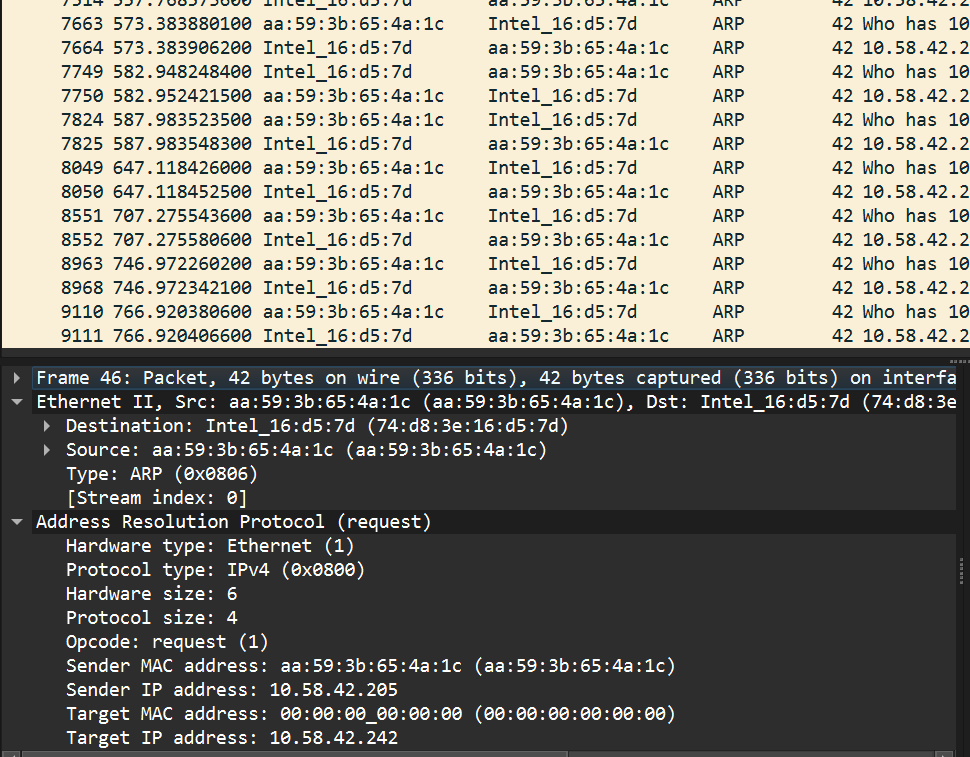 7514 557.768573600 Intel_16:d5:7d aa:59:3b:65:4a:1c ARP 42 10.58.42.2
7663 573.383880100 aa:59:3b:65:4a:1c Intel_16:d5:7d ARP 42 Who has 10
7664 573.383906200 Intel_16:d5:7d aa:59:3b:65:4a:1c ARP 42 10.58.42.2
7749 582.948248400 Intel_16:d5:7d aa:59:3b:65:4a:1c ARP 42 Who has 10
7750 582.952421500 aa:59:3b:65:4a:1c Intel_16:d5:7d ARP 42 10.58.42.2
7824 587.983523500 aa:59:3b:65:4a:1c Intel_16:d5:7d ARP 42 Who has 10
7825 587.983548300 Intel_16:d5:7d aa:59:3b:65:4a:1c ARP 42 10.58.42.2
8049 647.118426000 aa:59:3b:65:4a:1c Intel_16:d5:7d ARP 42 Who has 10
8050 647.118452500 Intel_16:d5:7d aa:59:3b:65:4a:1c ARP 42 10.58.42.2
8551 707.275543600 aa:59:3b:65:4a:1c Intel_16:d5:7d ARP 42 Who has 10
8552 707.275580600 Intel_16:d5:7d aa:59:3b:65:4a:1c ARP 42 10.58.42.2
8963 746.972260200 aa:59:3b:65:4a:1c Intel_16:d5:7d ARP 42 Who has 10
8968 746.972342100 Intel_16:d5:7d aa:59:3b:65:4a:1c ARP 42 10.58.42.2
9110 766.920380600 aa:59:3b:65:4a:1c Intel_16:d5:7d ARP 42 Who has 10
9111 766.920406600 Intel_16:d5:7d aa:59:3b:65:4a:1c ARP 42 10.58.42.2
Frame 46: Packet, 42 bytes on wire (336 bits), 42 bytes captured (336 bits) on interfa
Ethernet II, Src: aa:59:3b:65:4a:1c (aa:59:3b:65:4a:1c), Dst: Intel_16:d5:7d (74:d8:3e
Destination: Intel_16:d5:7d (74:d8:3e:16:d5:7d)
Source: aa:59:3b:65:4a:1c (aa:59:3b:65:4a:1c)
Type: ARP (0x0806)
[Stream index: 0]
Address Resolution Protocol (request)
Hardware type: Ethernet (1)
Protocol type: IPv4 (0x0800)
Hardware size: 6
Protocol size: 4
Opcode: request (1)
Sender MAC address: aa:59:3b:65:4a:1c (aa:59:3b:65:4a:1c)
Sender IP address: 10.58.42.205
Target MAC address: 00:00:00_00:00:00 (00:00:00:00:00:00)
Target IP address: 10.58.42.242